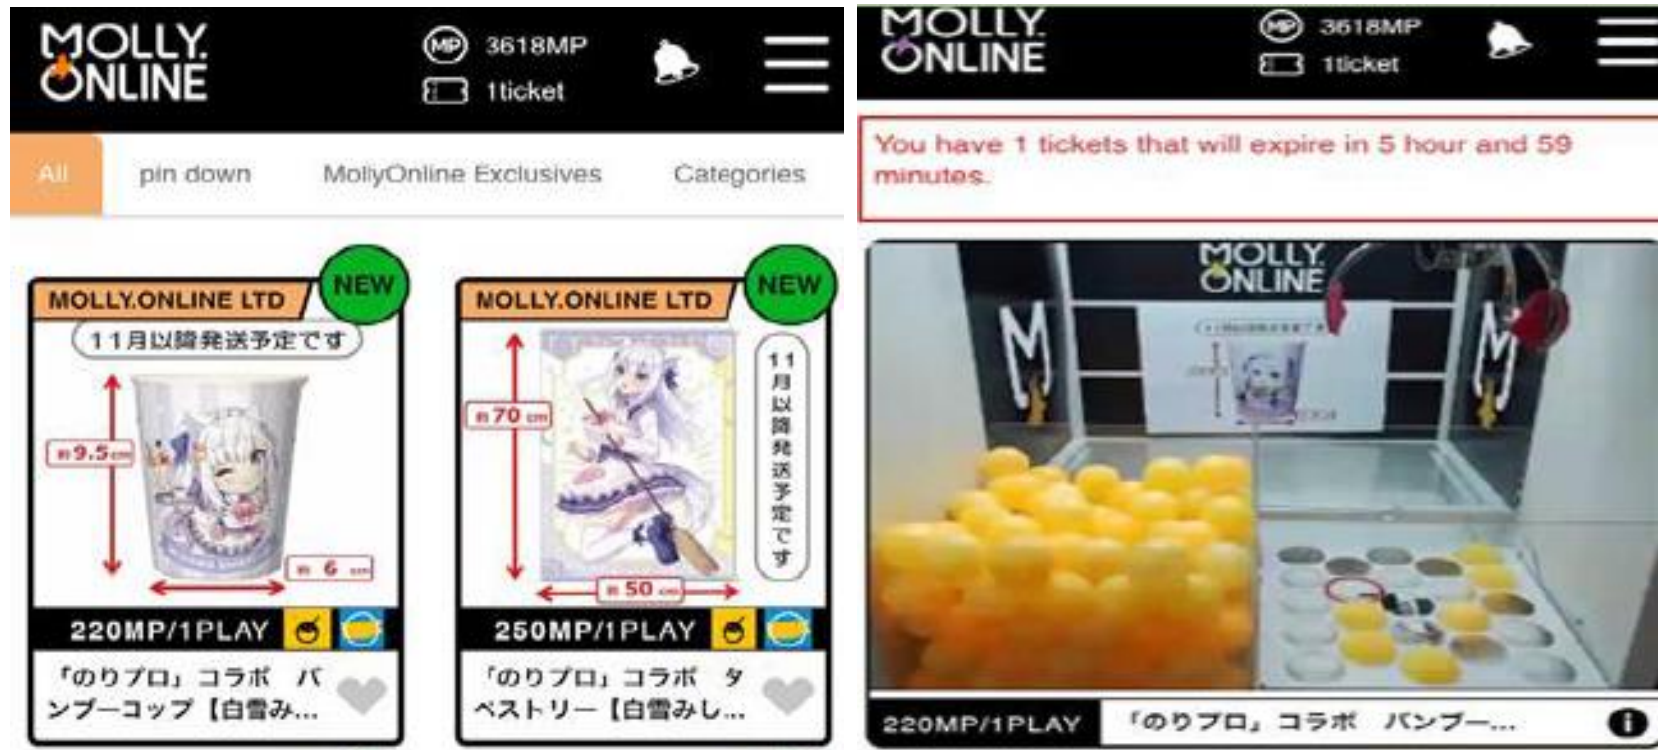 MOLLY.
ONLINE
MP 3618MP
1ticket
All
pin down
MollyOnline Exclusives
Categories
MOLLY.ONLINE LTD
NEW
11月以降発送予定です
約9.5cm
約 6 cm
220MP/1PLAY
「のりプロ」コラボ バ
ンブーコップ【白雪み...
MOLLY.ONLINE LTD
NEW
11月以降発送予定です
約70 cm
約50 cm
250MP/1PLAY
「のりプロ」コラボ タ
ペストリー【白雪みし...
MOLLY.
ONLINE
MP 3618MP
1ticket
You have 1 tickets that will expire in 5 hour and 59
minutes.
MOLLY.
ONLINE
M
M
220MP/1PLAY
「のりプロ」コラボ バンブー...